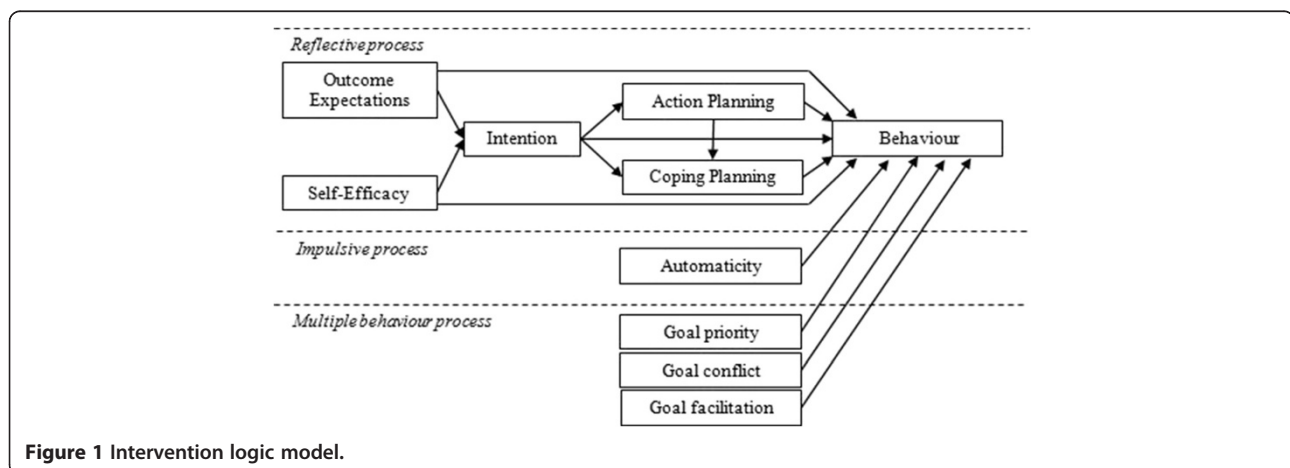 Reflective process
Outcome
Expectations
Action Planning
Intention
Behaviour
Coping Planning
Self-Efficacy
Impulsive process
Automaticity
Multiple behaviour process
Goal priority
Goal conflict
Goal facilitation
Figure 1 Intervention logic model.